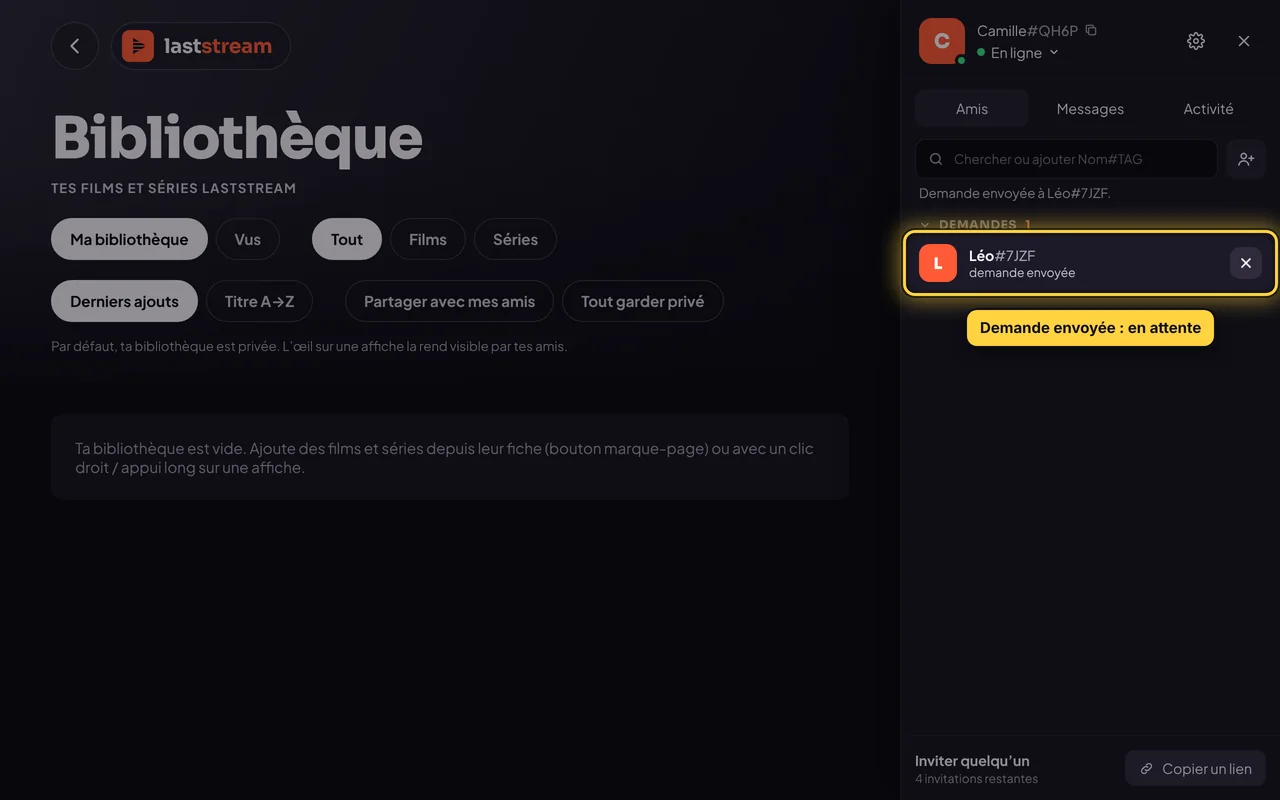 laststream
Bibliothèque
TES FILMS ET SÉRIES LASTSTREAM
Ma bibliothèque
Vus
Tout
Films
Séries
Derniers ajouts
Titre A→Z
Partager avec mes amis
Tout garder privé
Par défaut, ta bibliothèque est privée. L'œil sur une affiche la rend visible par tes amis.
Ta bibliothèque est vide. Ajoute des films et séries depuis leur fiche (bouton marque-page) ou avec un clic
droit / appui long sur une affiche.
C
Camille#QH6P
En ligne
Amis
Messages
Activité
Chercher ou ajouter Nom#TAG
Demande envoyée à Léo#7JZF.
DEMANDES 1
L
Léo#7JZF
demande envoyée
Demande envoyée : en attente
Inviter quelqu'un
4 invitations restantes
Copier un lien